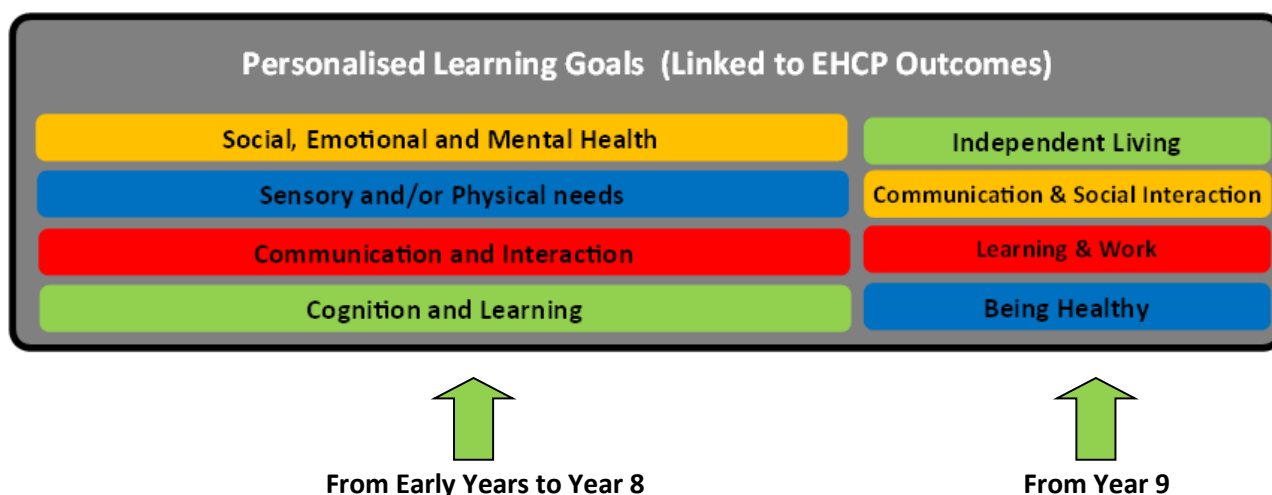 Personalised Learning Goals (Linked to EHCP Outcomes)
Social, Emotional and Mental Health
Sensory and/or Physical needs
Communication and Interaction
Cognition and Learning
Independent Living
Communication & Social Interaction
Learning & Work
Being Healthy
From Early Years to Year 8
From Year 9